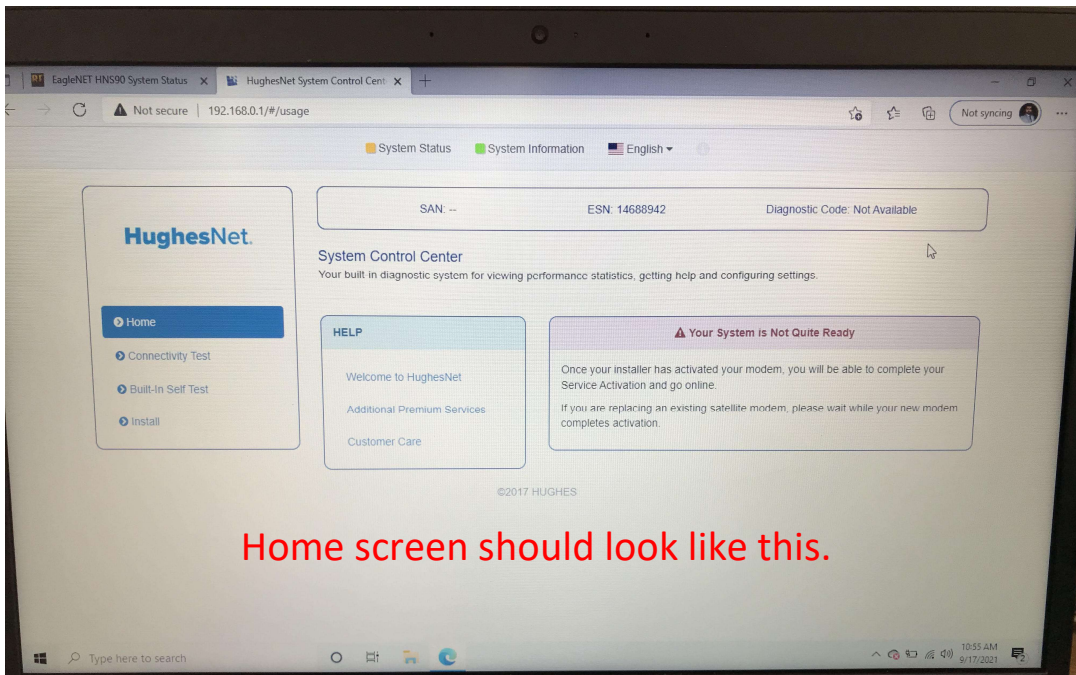 EagleNET HNS90 System Status
HughesNet System Control Cent
Not secure | 192.168.0.1/#/usage
Not syncing
System Status
System Information
English
SAN: --
ESN: 14688942
Diagnostic Code: Not Available
HughesNet.
System Control Center
Your built in diagnostic system for viewing performance statistics, getting help and configuring settings.
Home
Connectivity Test
Built-In Self Test
Install
HELP
Welcome to HughesNet
Additional Premium Services
Customer Care
Your System is Not Quite Ready
Once your installer has activated your modem, you will be able to complete your
Service Activation and go online.
If you are replacing an existing satellite modem, please wait while your new modem
completes activation.
©2017 HUGHES
Home screen should look like this.
Type here to search
10:55 AM
9/17/2021
2